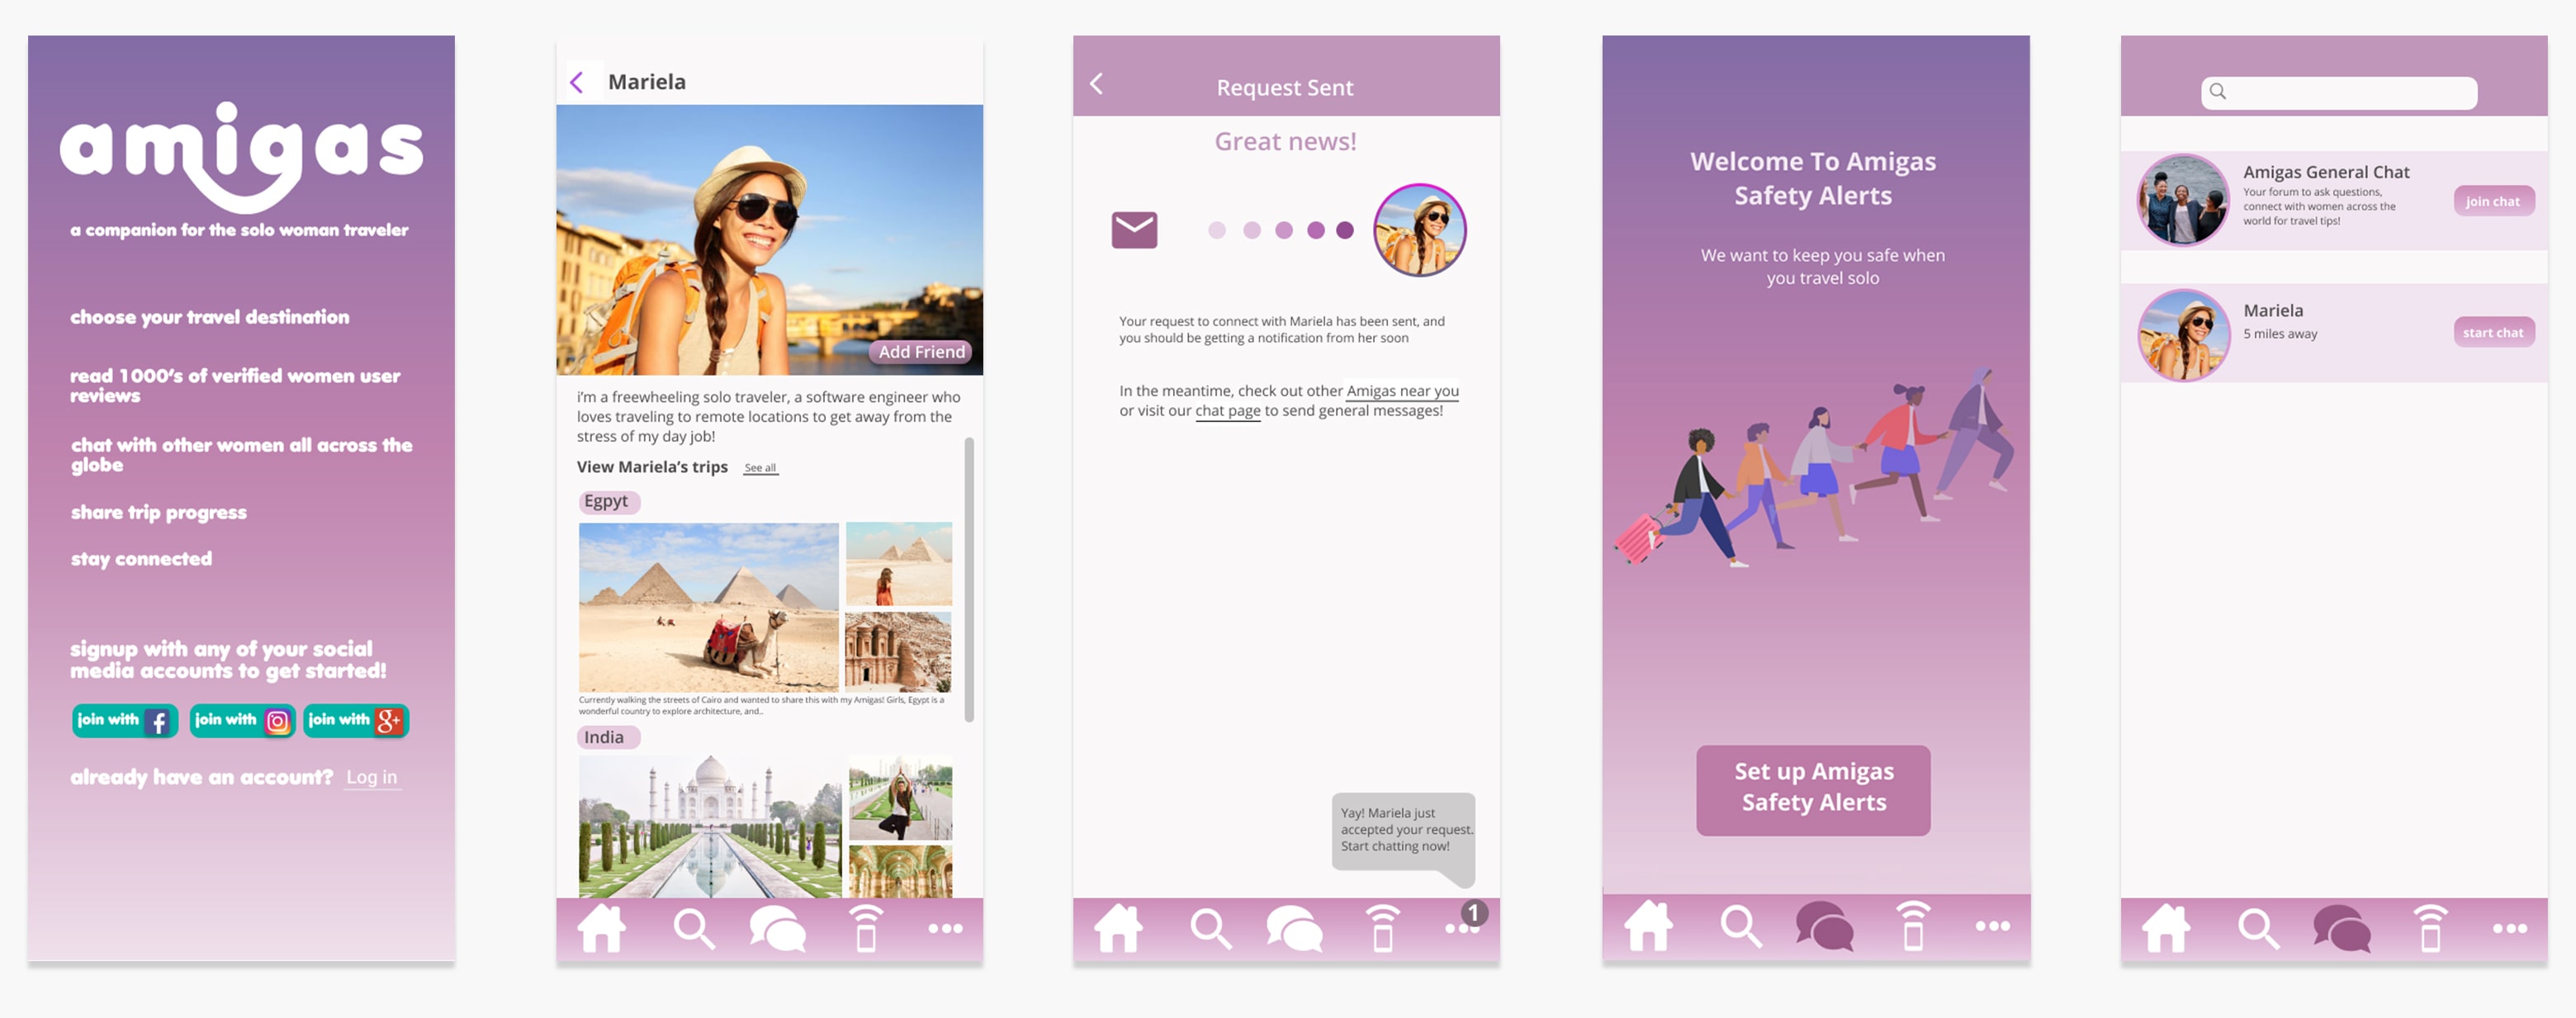 amigas
a companion for the solo woman traveler
choose your travel destination
read 1000's of verified women user
reviews
chat with other women all across the
globe
share trip progress
stay connected
signup with any of your social
media accounts to get started!
join with f
join with
join with g+
already have an account? Log in
Mariela
Add Friend
i'm a freewheeling solo traveler, a software engineer who
loves traveling to remote locations to get away from the
stress of my day job!
View Mariela's trips See all
Egpyt
Currently walking the streets of Cairo and wanted to share this with my Amigas! Girls, Egypt is a
wonderful country to explore architecture, and..
India
Request Sent
Great news!
Your request to connect with Mariela has been sent, and
you should be getting a notification from her soon
In the meantime, check out other Amigas near you
or visit our chat page to send general messages!
Yay! Mariela just
accepted your request.
Start chatting now!
1
Welcome To Amigas
Safety Alerts
We want to keep you safe when
you travel solo
Set up Amigas
Safety Alerts
Amigas General Chat
Your forum to ask questions,
connect with women across the
world for travel tips!
join chat
Mariela
5 miles away
start chat